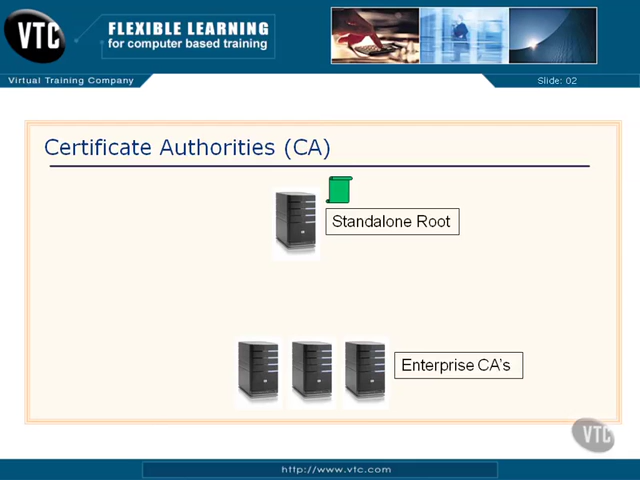 VTC
FLEXIBLE LEARNING
for computer based training
Virtual Training Company
Slide: 02
Certificate Authorities (CA)
Standalone Root
Enterprise CA's
VTC
http://www.vtc.com